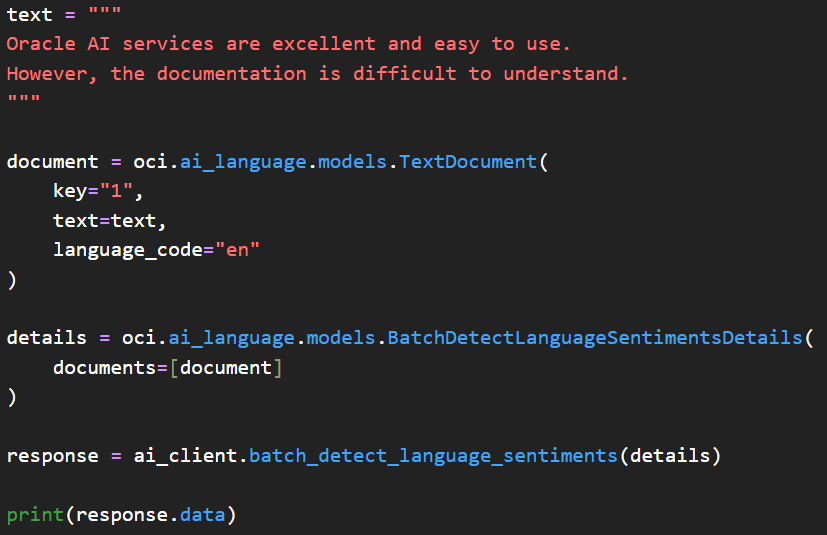 text = """
Oracle AI services are excellent and easy to use.
However, the documentation is difficult to understand.
"""

document = oci.ai_language.models.TextDocument(
    key="1",
    text=text,
    language_code="en"
)

details = oci.ai_language.models.BatchDetectLanguageSentimentsDetails(
    documents=[document]
)

response = ai_client.batch_detect_language_sentiments(details)

print(response.data)